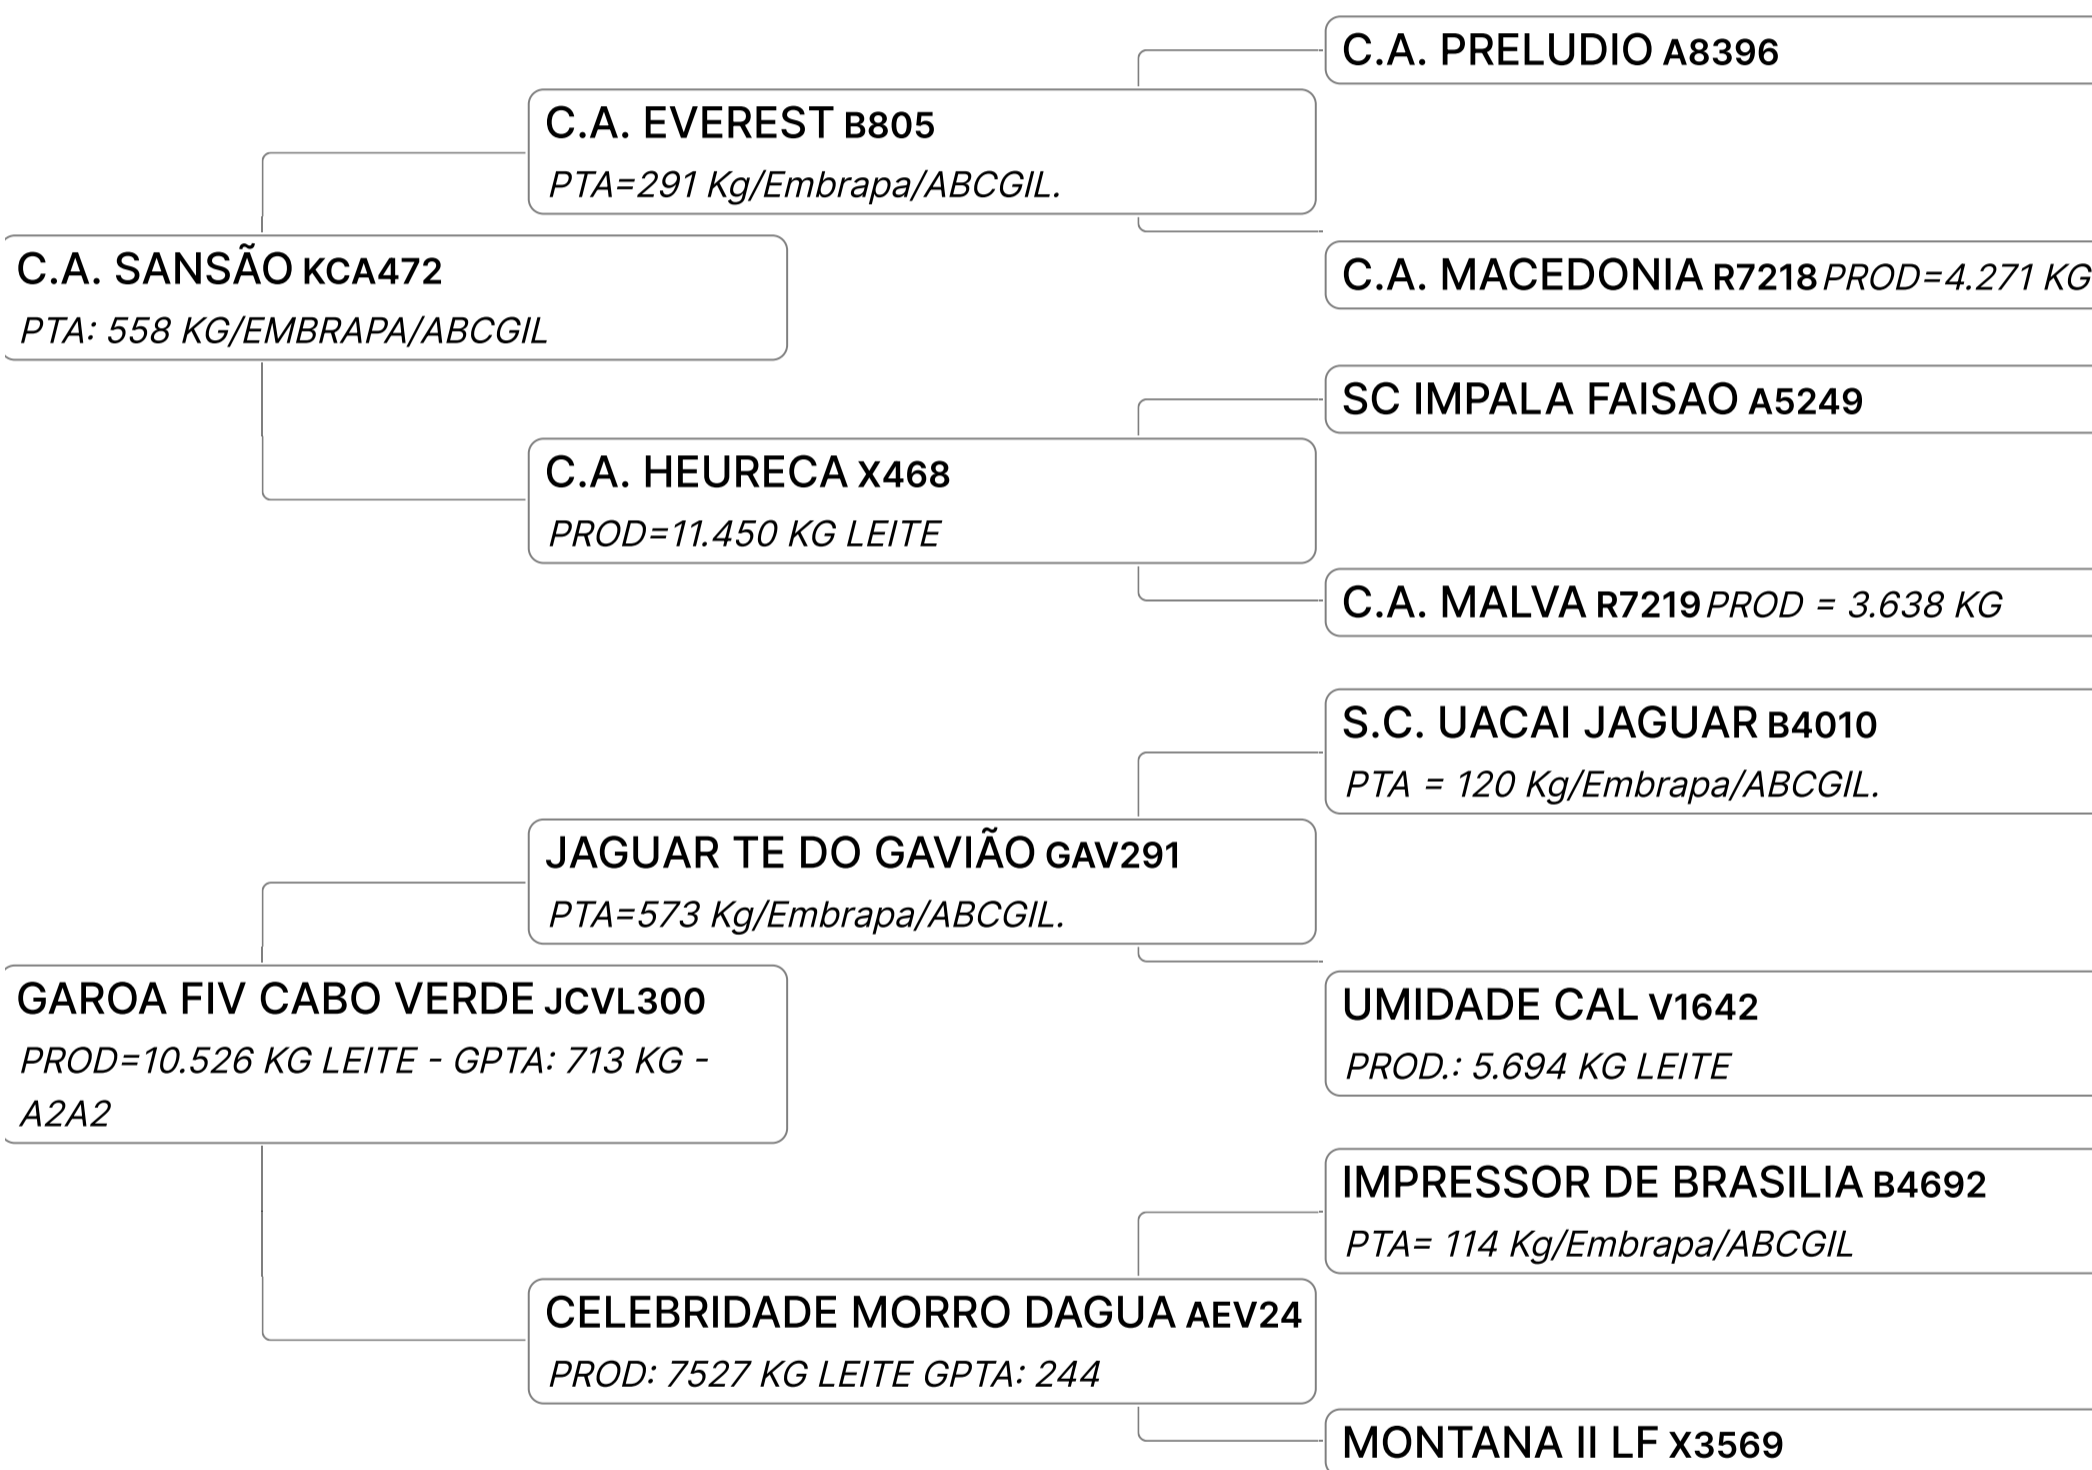 C.A. PRELUDIO A8396
C.A. EVEREST B805
PTA=291 Kg/Embrapa/ABCGIL.
C.A. SANSÃO KCA472
PTA: 558 KG/EMBRAPA/ABCGIL
C.A. MACEDONIA R7218 PROD=4.271 KG
SC IMPALA FAISAO A5249
C.A. HEURECA X468
PROD=11.450 KG LEITE
C.A. MALVA R7219 PROD = 3.638 KG
S.C. UACAI JAGUAR B4010
PTA = 120 Kg/Embrapa/ABCGIL.
JAGUAR TE DO GAVIÃO GAV291
PTA=573 Kg/Embrapa/ABCGIL.
GAROA FIV CABO VERDE JCVL300
PROD=10.526 KG LEITE - GPTA: 713 KG -
A2A2
UMIDADE CAL V1642
PROD.: 5.694 KG LEITE
IMPRESSOR DE BRASILIA B4692
PTA= 114 Kg/Embrapa/ABCGIL
CELEBRIDADE MORRO DAGUA AEV24
PROD: 7527 KG LEITE GPTA: 244
MONTANA II LF X3569